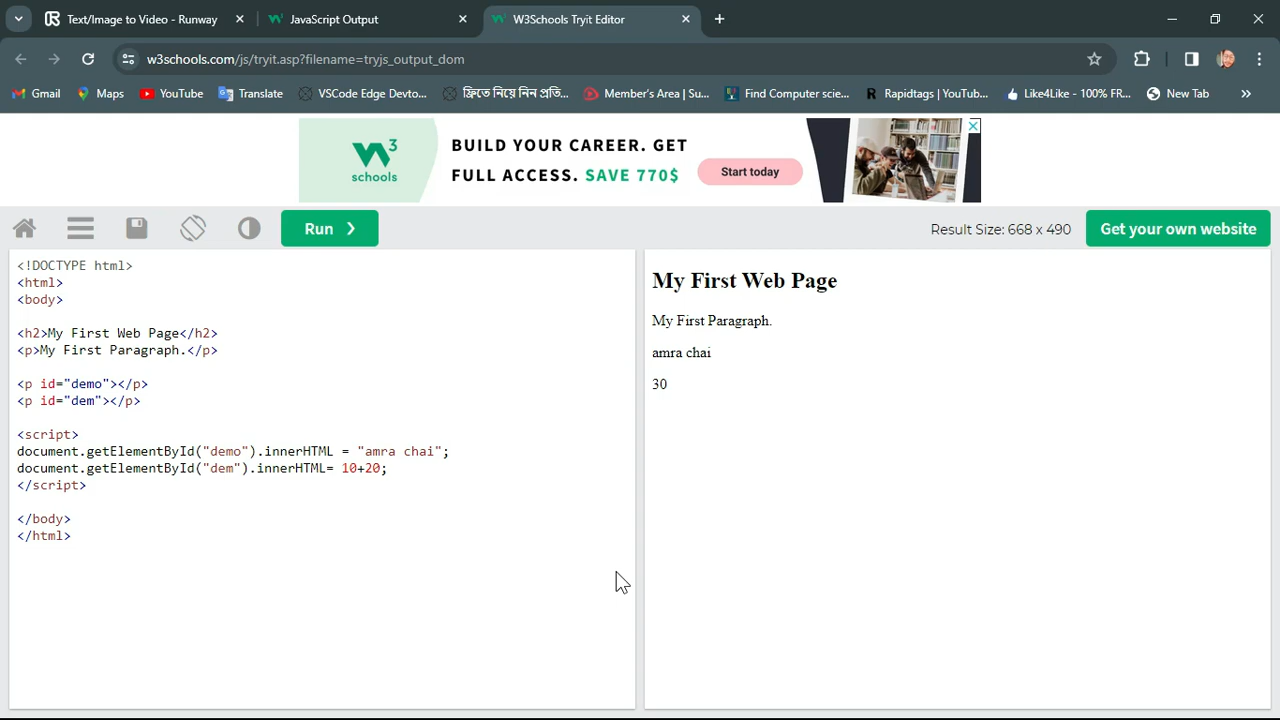 Text/Image to Video - Runway
JavaScript Output
W3Schools Tryit Editor
w3schools.com/js/tryit.asp?filename=tryjs_output_dom
Gmail
Maps
YouTube
Translate
VSCode Edge Devto...
ফ্রিতে নিয়ে নিন প্রতি...
Member's Area | Su...
Find Computer scie...
Rapidtags | YouTub...
Like4Like - 100% FR...
New Tab
3
schools
BUILD YOUR CAREER. GET
FULL ACCESS. SAVE 770$
Start today
Run ❯
Result Size: 668 x 490
Get your own website
<!DOCTYPE html>
<html>
<body>
<h2>My First Web Page</h2>
<p>My First Paragraph.</p>
<p id="demo"></p>
<p id="dem"></p>
<script>
document.getElementById("demo").innerHTML = "amra chai";
document.getElementById("dem").innerHTML= 10+20;
</script>
</body>
</html>
My First Web Page
My First Paragraph.
amra chai
30